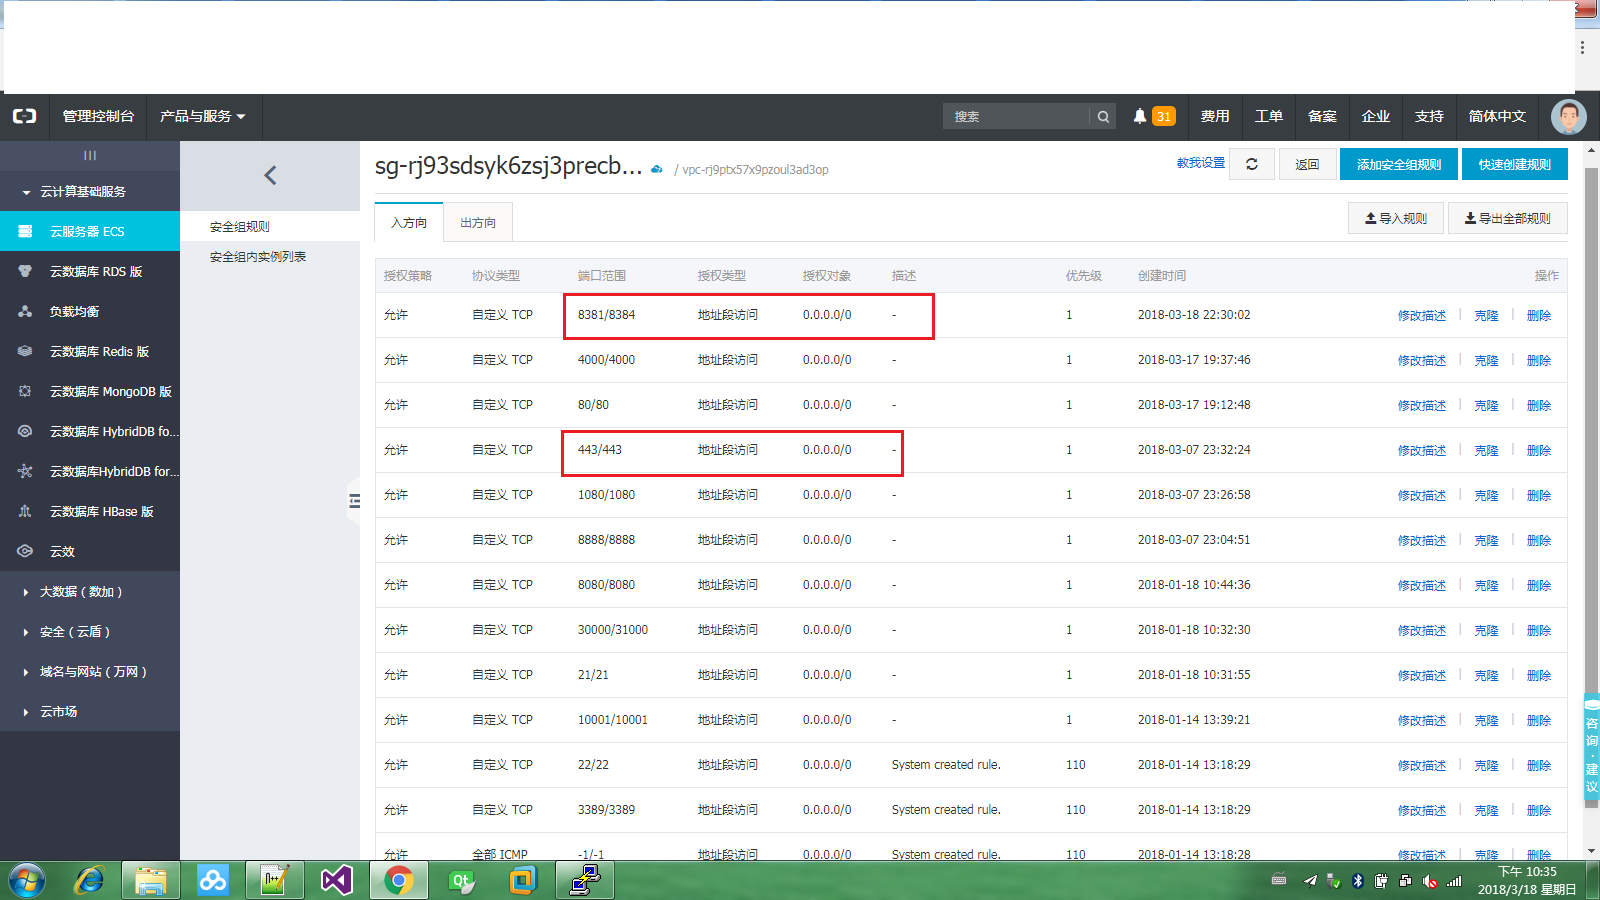 管理控制台 产品与服务 搜索 31 费用 工单 备案 企业 支持 简体中文
云计算基础服务
云服务器 ECS
云数据库 RDS 版
负载均衡
云数据库 Redis 版
云数据库 MongoDB 版
云数据库 HybridDB fo...
云数据库HybridDB for...
云数据库 HBase 版
云效
大数据 ( 数加 )
安全 ( 云盾 )
域名与网站 ( 万网 )
云市场
安全组规则
安全组内实例列表
sg-rj93sdsyk6zsj3precb... / vpc-rj9ptx57x9pzoul3ad3op 教我设置 返回 添加安全组规则 快速创建规则
入方向 出方向 导入规则 导出全部规则
授权策略 协议类型 端口范围 授权类型 授权对象 描述 优先级 创建时间 操作
允许 自定义 TCP 8381/8384 地址段访问 0.0.0.0/0 - 1 2018-03-18 22:30:02 修改描述 克隆 删除
允许 自定义 TCP 4000/4000 地址段访问 0.0.0.0/0 - 1 2018-03-17 19:37:46 修改描述 克隆 删除
允许 自定义 TCP 80/80 地址段访问 0.0.0.0/0 - 1 2018-03-17 19:12:48 修改描述 克隆 删除
允许 自定义 TCP 443/443 地址段访问 0.0.0.0/0 - 1 2018-03-07 23:32:24 修改描述 克隆 删除
允许 自定义 TCP 1080/1080 地址段访问 0.0.0.0/0 - 1 2018-03-07 23:26:58 修改描述 克隆 删除
允许 自定义 TCP 8888/8888 地址段访问 0.0.0.0/0 - 1 2018-03-07 23:04:51 修改描述 克隆 删除
允许 自定义 TCP 8080/8080 地址段访问 0.0.0.0/0 - 1 2018-01-18 10:44:36 修改描述 克隆 删除
允许 自定义 TCP 30000/31000 地址段访问 0.0.0.0/0 - 1 2018-01-18 10:32:30 修改描述 克隆 删除
允许 自定义 TCP 21/21 地址段访问 0.0.0.0/0 - 1 2018-01-18 10:31:55 修改描述 克隆 删除
允许 自定义 TCP 10001/10001 地址段访问 0.0.0.0/0 - 1 2018-01-14 13:39:21 修改描述 克隆 删除
允许 自定义 TCP 22/22 地址段访问 0.0.0.0/0 System created rule. 110 2018-01-14 13:18:29 修改描述 克隆 删除
允许 自定义 TCP 3389/3389 地址段访问 0.0.0.0/0 System created rule. 110 2018-01-14 13:18:29 修改描述 克隆 删除
允许 全部 ICMP -1/-1 地址段访问 0.0.0.0/0 System created rule. 110 2018-01-14 13:18:28 修改描述 克隆 删除
咨询·建议
Qt
下午 10:35
2018/3/18 星期日